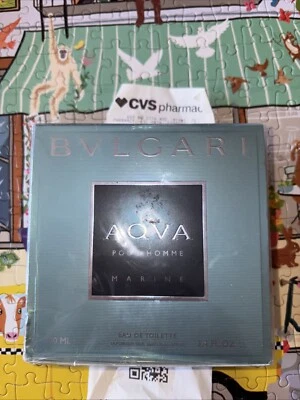 CVS pharmac
BVLGARI
AQVA
POUR HOMME
MARINE
EAU DE TOILETTE